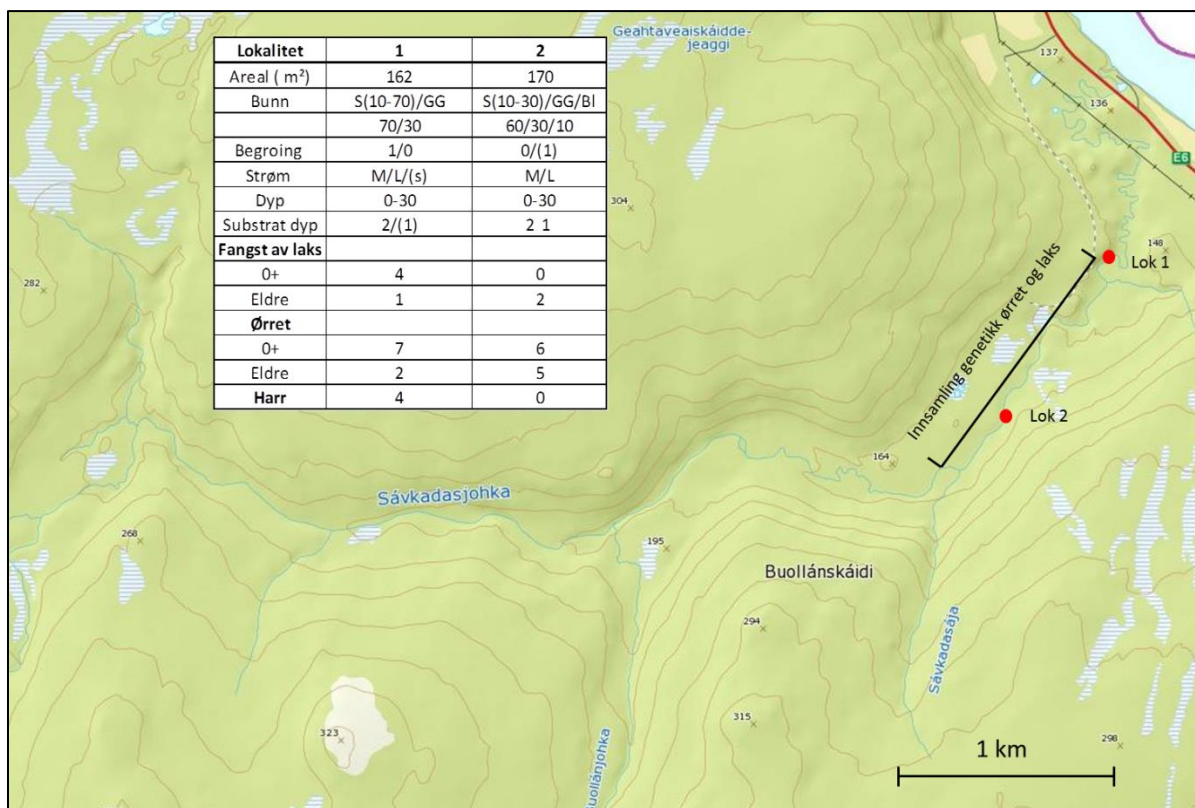 Geahtaveaiskáidde-
jeaggi
137
136
E6
Lokalitet 1 2
Areal ( m²) 162 170
Bunn S(10-70)/GG S(10-30)/GG/Bl
70/30 60/30/10
Begroing 1/0 0/(1)
Strøm M/L/(s) M/L
Dyp 0-30 0-30
Substrat dyp 2/(1) 2 1
Fangst av laks
0+ 4 0
Eldre 1 2
Ørret
0+ 7 6
Eldre 2 5
Harr 4 0
304
282
148
Lok 1
Innsamling genetikk ørret og laks
Lok 2
164
Sávkadasjohka
268
195
Buollánskáidi
294
Sávkadasája
315
323
298
Buollánjohka
1 km